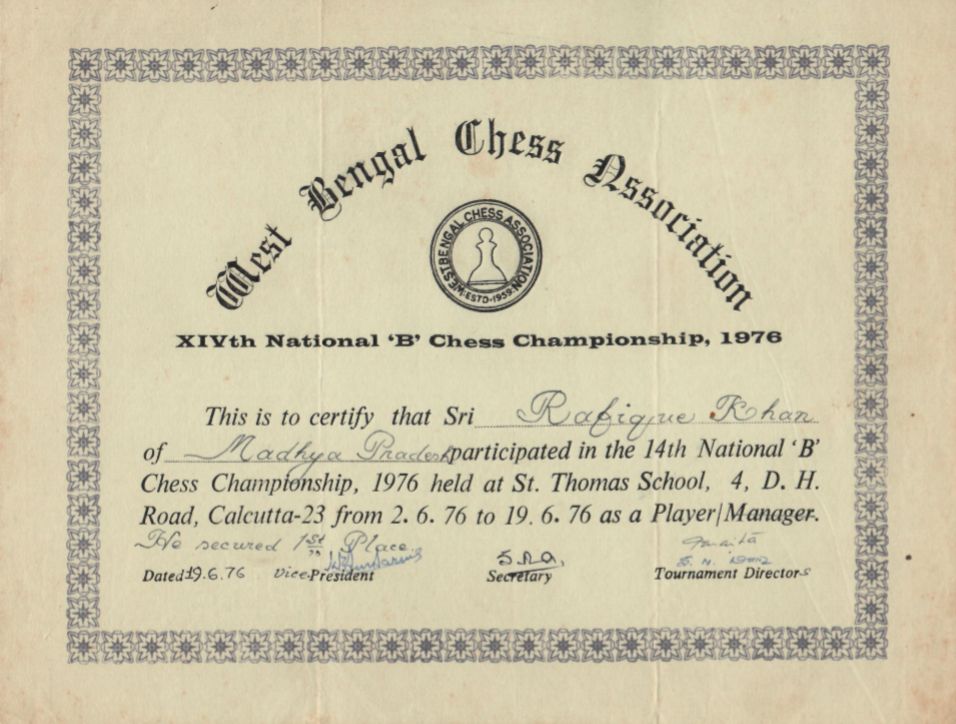 West Bengal Chess Association
WEST BENGAL CHESS ASSOCIATION
ESTD-1959
XIVth National ‘B’ Chess Championship, 1976
This is to certify that Sri Rafique Khan
of Madhya Pradesh participated in the 14th National ‘B’
Chess Championship, 1976 held at St. Thomas School, 4, D. H.
Road, Calcutta-23 from 2. 6. 76 to 19. 6. 76 as a Player/Manager.
He secured 1st Place
Dated 19.6.76 Vice-President Secretary Tournament Directors